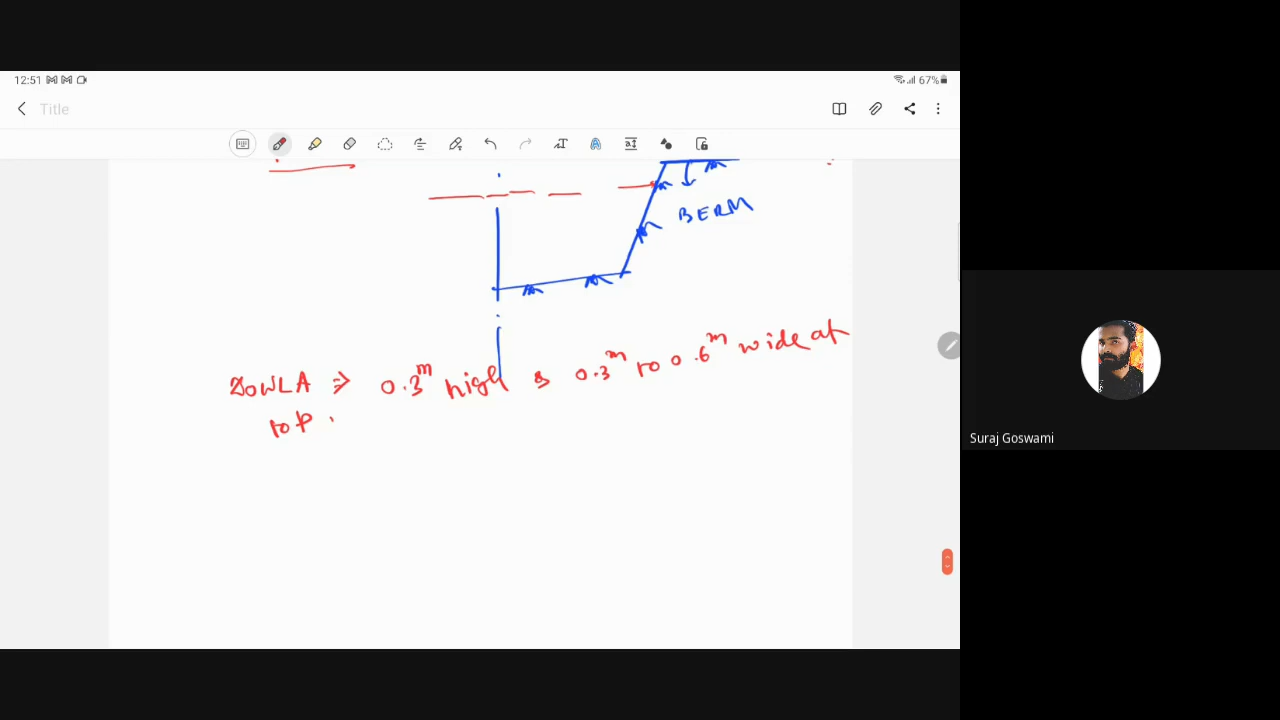 12:51
67%
Title
BERM
DOWLA ⇒ 0.3m high & 0.3m to 0.6m wide at
top.
Suraj Goswami